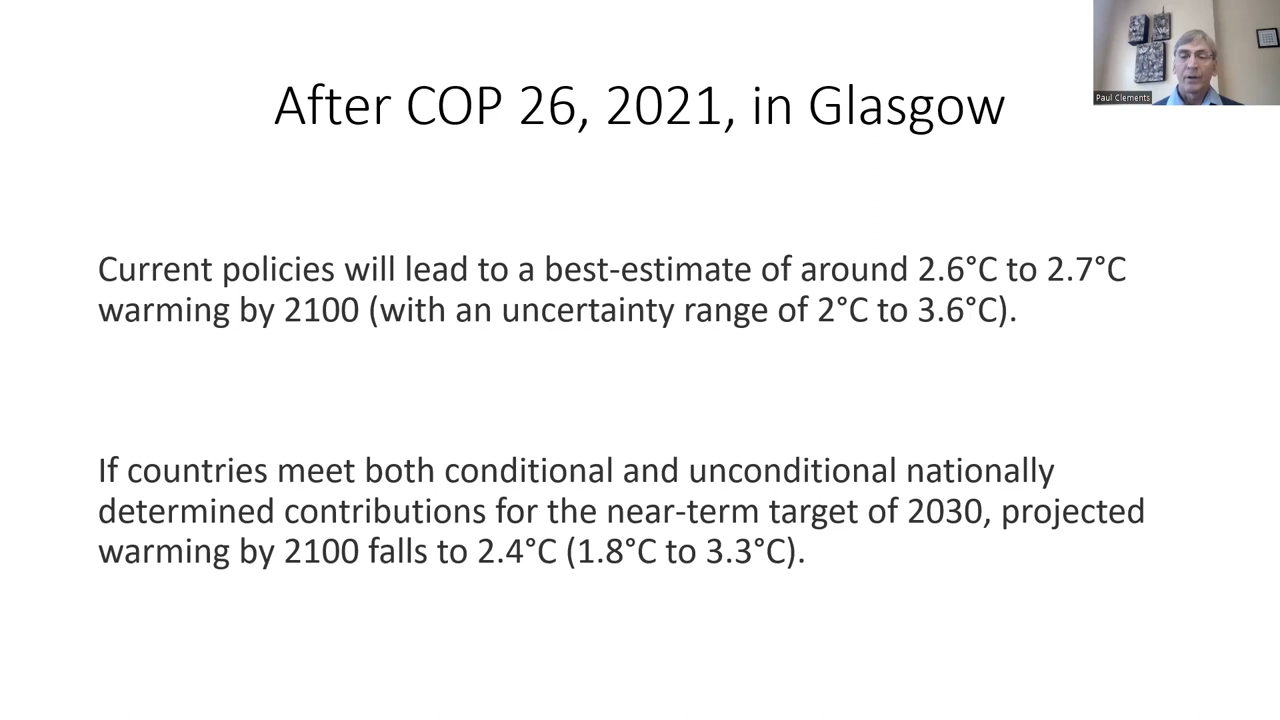 After COP 26, 2021, in Glasgow
Paul Clements
Current policies will lead to a best-estimate of around 2.6°C to 2.7°C
warming by 2100 (with an uncertainty range of 2°C to 3.6°C).
If countries meet both conditional and unconditional nationally
determined contributions for the near-term target of 2030, projected
warming by 2100 falls to 2.4°C (1.8°C to 3.3°C).